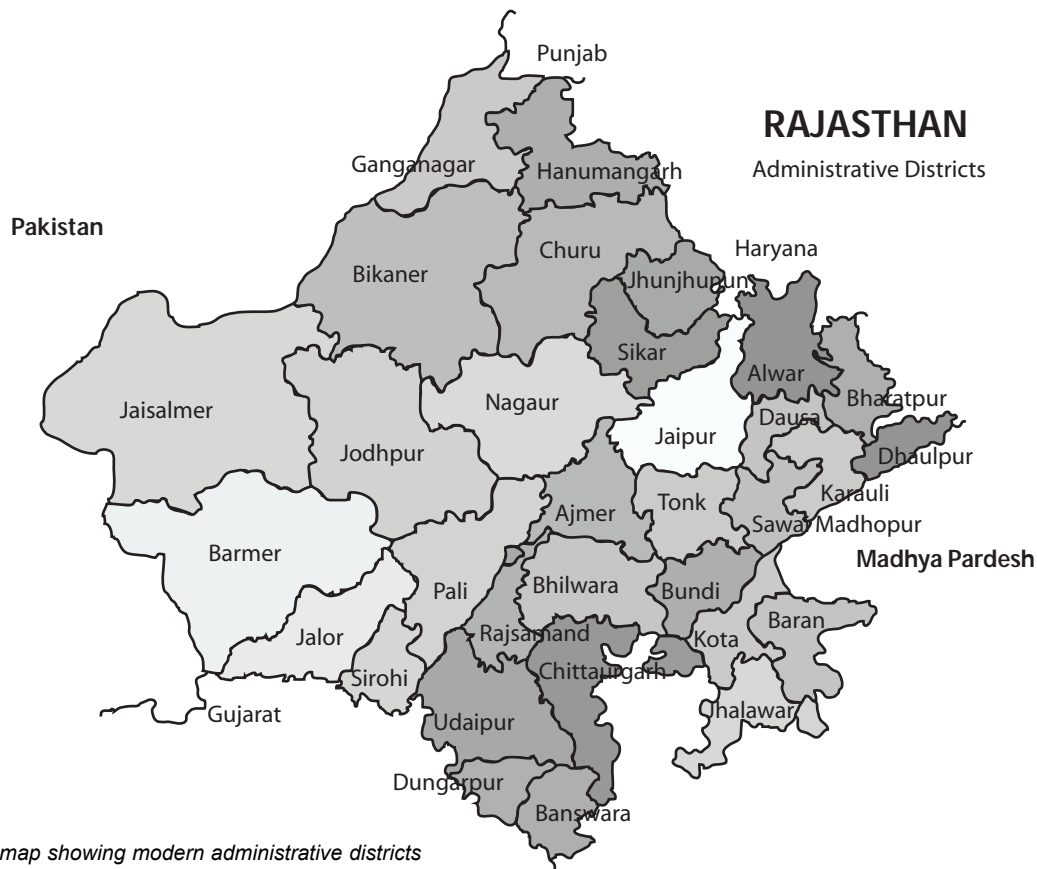 Punjab
RAJASTHAN
Administrative Districts
Ganganagar
Hanumangarh
Pakistan
Haryana
Churu
Bikaner
Jhunjhunun
Sikar
Alwar
Jaisalmer
Nagaur
Bharatpur
Dausa
Jaipur
Jodhpur
Dhaulpur
Karauli
Tonk
Ajmer
Sawai Madhopur
Barmer
Madhya Pardesh
Pali
Bhilwara
Bundi
Baran
Jalor
Rajsamand
Kota
Sirohi
Chittaurgarh
Jhalawar
Gujarat
Udaipur
Dungarpur
Banswara
map showing modern administrative districts